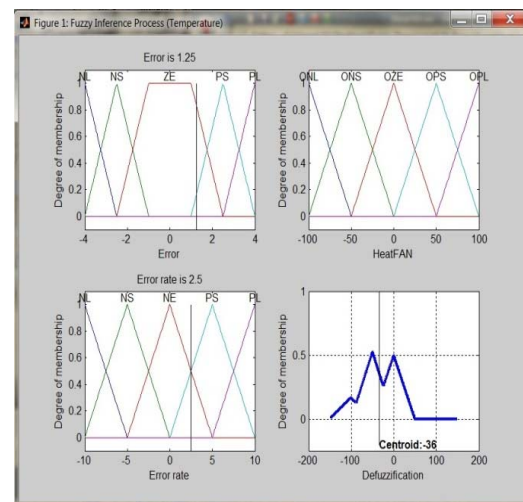 Figure 1: Fuzzy Inference Process (Temperature)
Error is 1.25
NL NS ZE PS PL
1
0.8
0.6
0.4
0.2
0
Degree of membership
-4 -2 0 2 4
Error
ONL ONS OZE OPS OPL
1
0.8
0.6
0.4
0.2
0
Degree of membership
-100 -50 0 50 100
HeatFAN
Error rate is 2.5
NL NS NE PS PL
1
0.8
0.6
0.4
0.2
0
Degree of membership
-10 -5 0 5 10
Error rate
1
0.5
0
Degree of membership
Centroid:-36
-200 -100 0 100 200
Defuzzification